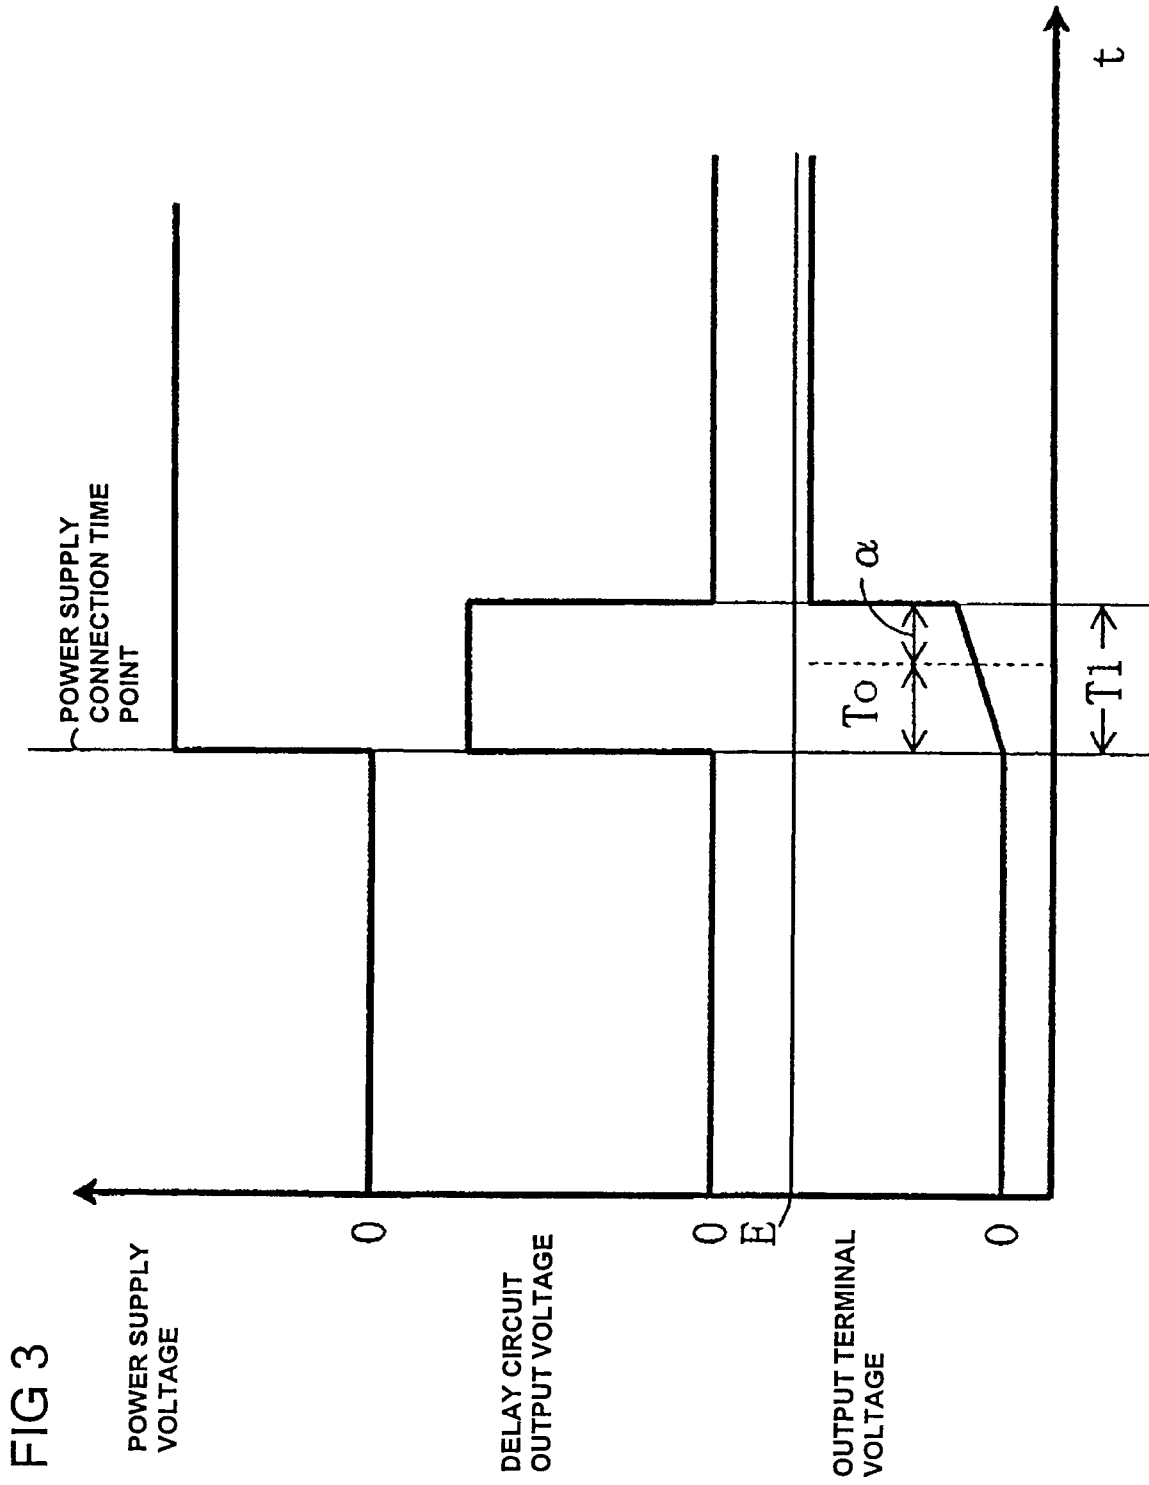 FIG 3
POWER SUPPLY
CONNECTION TIME
POINT
POWER SUPPLY
VOLTAGE
0
DELAY CIRCUIT
OUTPUT VOLTAGE
0
E
OUTPUT TERMINAL
VOLTAGE
To
α
0
T1
t